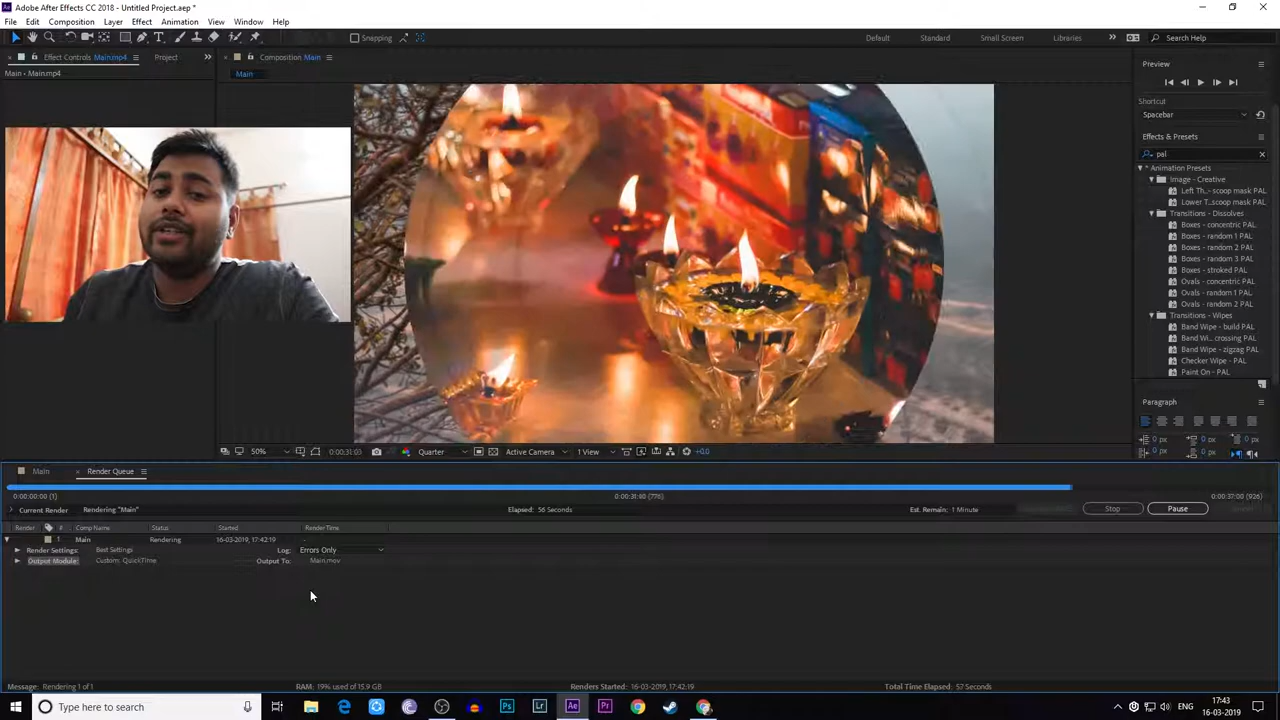 Adobe After Effects CC 2018 - Untitled Project.aep *
File Edit Composition Layer Effect Animation View Window Help
Snapping
Default Standard Small Screen Libraries Search Help
Effect Controls Main.mp4 Project
Composition Main
Preview
Main • Main.mp4
Main
Shortcut
Spacebar
Effects & Presets
pal
* Animation Presets
Image - Creative
Left Th...- scoop mask PAL
Lower T...scoop mask PAL
Transitions - Dissolves
Boxes - concentric PAL
Boxes - random 1 PAL
Boxes - random 2 PAL
Boxes - random 3 PAL
Boxes - stroked PAL
Ovals - concentric PAL
Ovals - random 1 PAL
Ovals - random 2 PAL
Transitions - Wipes
Band Wipe - build PAL
Band Wi... crossing PAL
Band Wipe - zigzag PAL
Checker Wipe - PAL
Paint On - PAL
Paragraph
0 px 0 px 0 px
0 px 0 px
50% 0:00:31:03 Quarter Active Camera 1 View +0.0
Main Render Queue
0:00:00:00 (1) 0:00:31:00 (776) 0:00:37:00 (926)
Current Render Rendering "Main" Elapsed: 56 Seconds Est. Remain: 1 Minute Stop Pause
Render # Comp Name Status Started Render Time
1 Main Rendering 16-03-2019, 17:42:19 -
Render Settings: Best Settings Log: Errors Only
Output Module: Custom: QuickTime Output To: Main.mov
Message: Rendering 1 of 1 RAM: 19% used of 15.9 GB Renders Started: 16-03-2019, 17:42:19 Total Time Elapsed: 57 Seconds
Type here to search
Ps Lr Ae Pr
ENG
17:43
16-03-2019